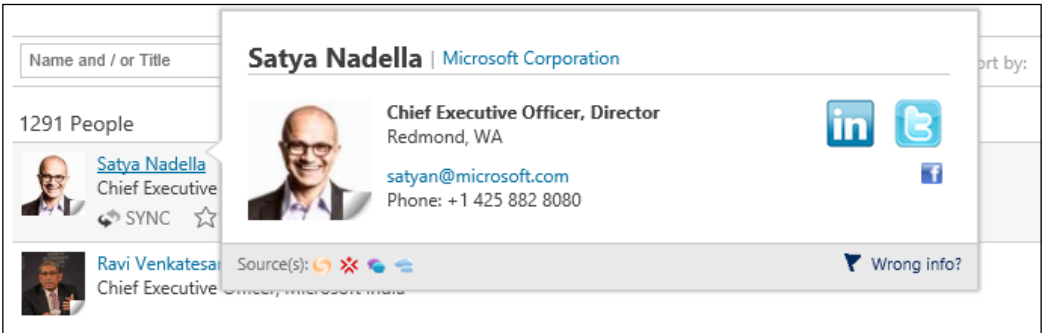 Name and / or Title
Satya Nadella | Microsoft Corporation
ort by:
1291 People
Chief Executive Officer, Director
Redmond, WA
in
satyan@microsoft.com
Phone: +1 425 882 8080
Satya Nadella
Chief Executive
SYNC
Ravi Venkatesa
Chief Executive Officer, Microsoft India
Source(s):
Wrong info?